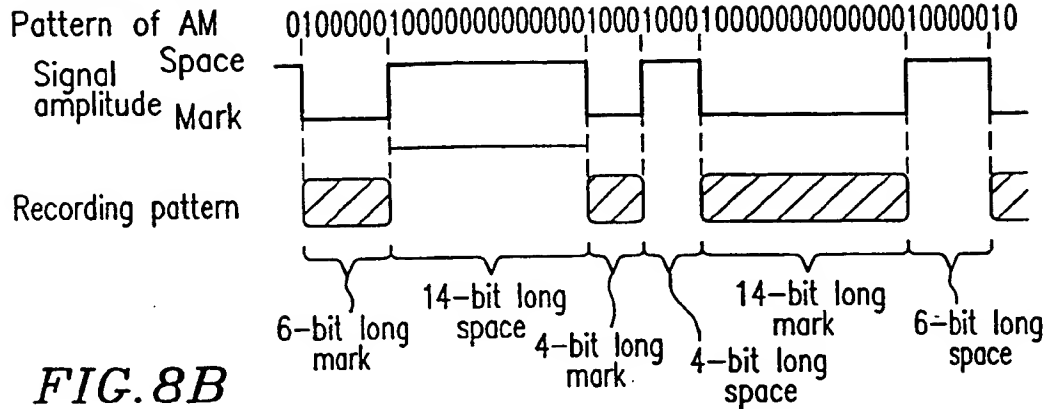 Pattern of AM 010000010000000000000100010001000000000000010000010
Signal amplitude
Space
Mark
Recording pattern
6-bit long mark
14-bit long space
4-bit long mark
4-bit long space
14-bit long mark
6-bit long space
FIG.8B